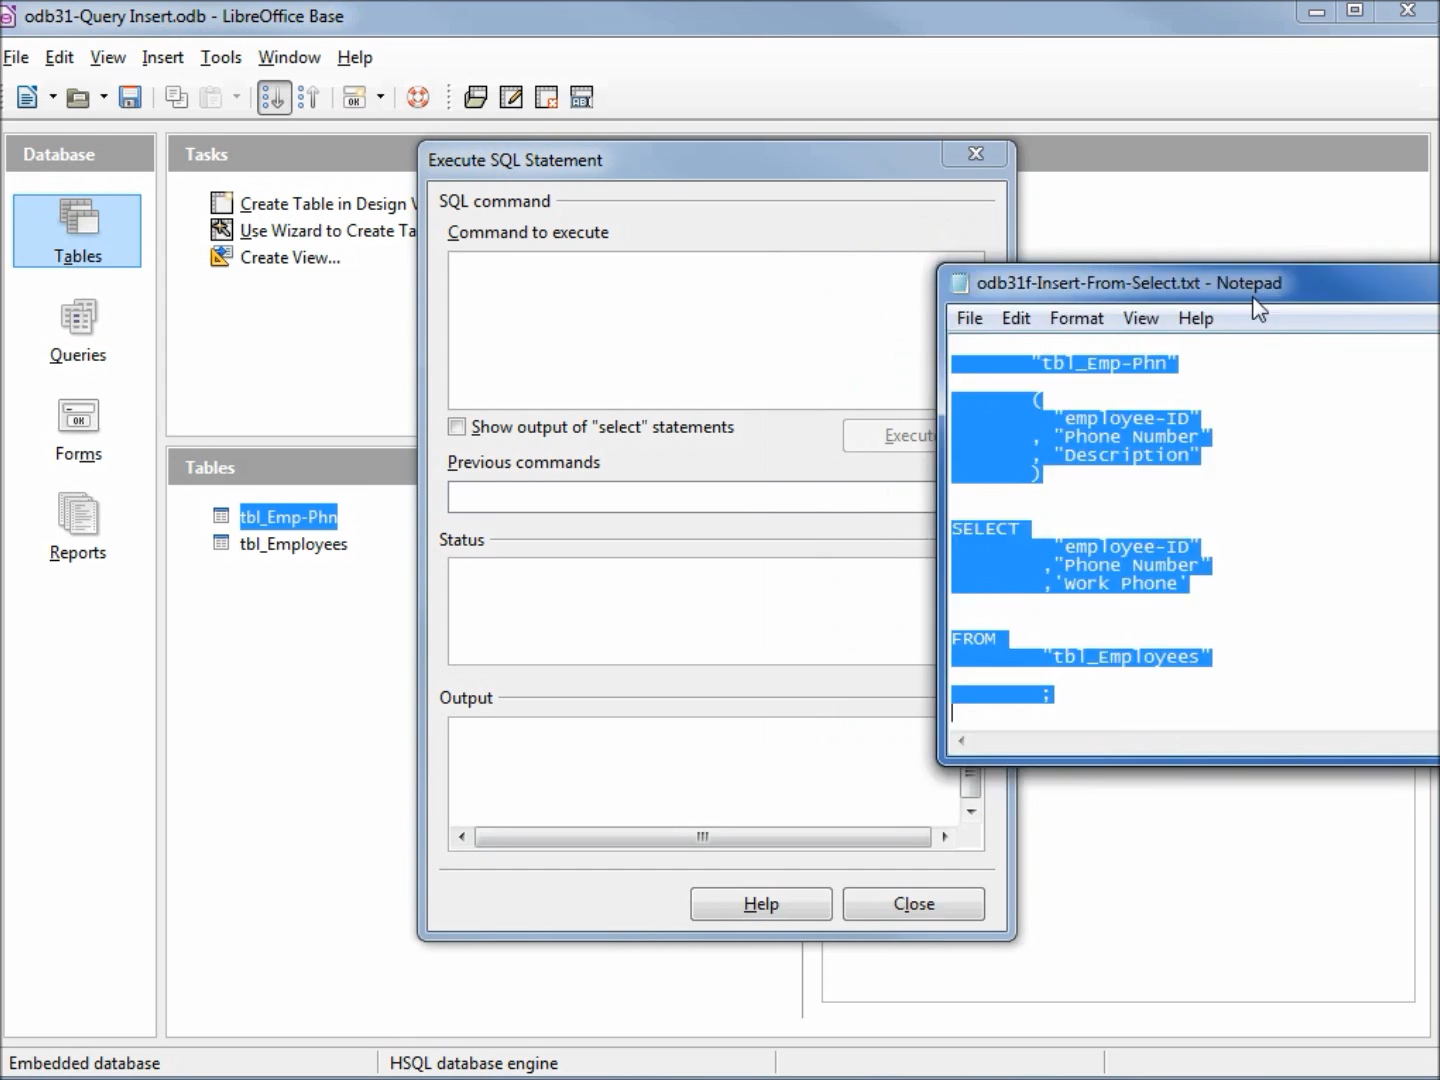 odb31-Query Insert.odb - LibreOffice Base
File Edit View Insert Tools Window Help
OK
ABI
Database
Tasks
Execute SQL Statement
Create Table in Design
Use Wizard to Create
Create View...
SQL command
Command to execute
Tables
odb31f-Insert-From-Select.txt - Notepad
File Edit Format View Help
"tbl_Emp-Phn"
(
"employee-ID"
, "Phone Number"
, "Description"
)
SELECT
"employee-ID"
,"Phone Number"
,'Work Phone'
FROM
"tbl_Employees"
;
Queries
OK
Forms
Reports
Show output of "select" statements
Execut
Previous commands
Tables
tbl_Emp-Phn
tbl_Employees
Status
Output
Help
Close
Embedded database
HSQL database engine